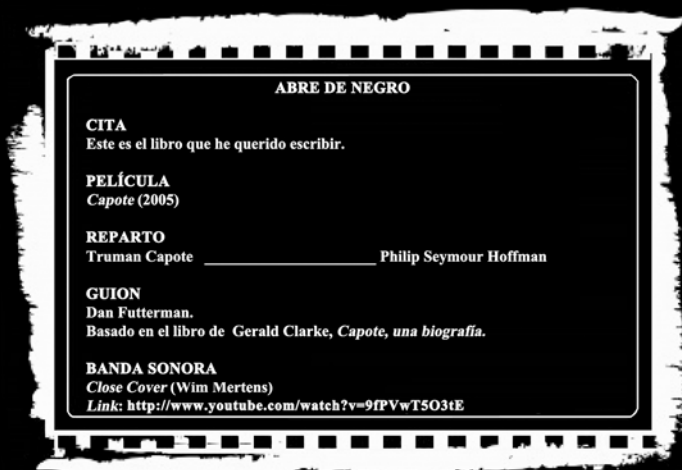 ABRE DE NEGRO
CITA
Este es el libro que he querido escribir.
PELÍCULA
Capote (2005)
REPARTO
Truman Capote ____________________ Philip Seymour Hoffman
GUION
Dan Futterman.
Basado en el libro de Gerald Clarke, Capote, una biografía.
BANDA SONORA
Close Cover (Wim Mertens)
Link: http://www.youtube.com/watch?v=9fPVwT5O3tE